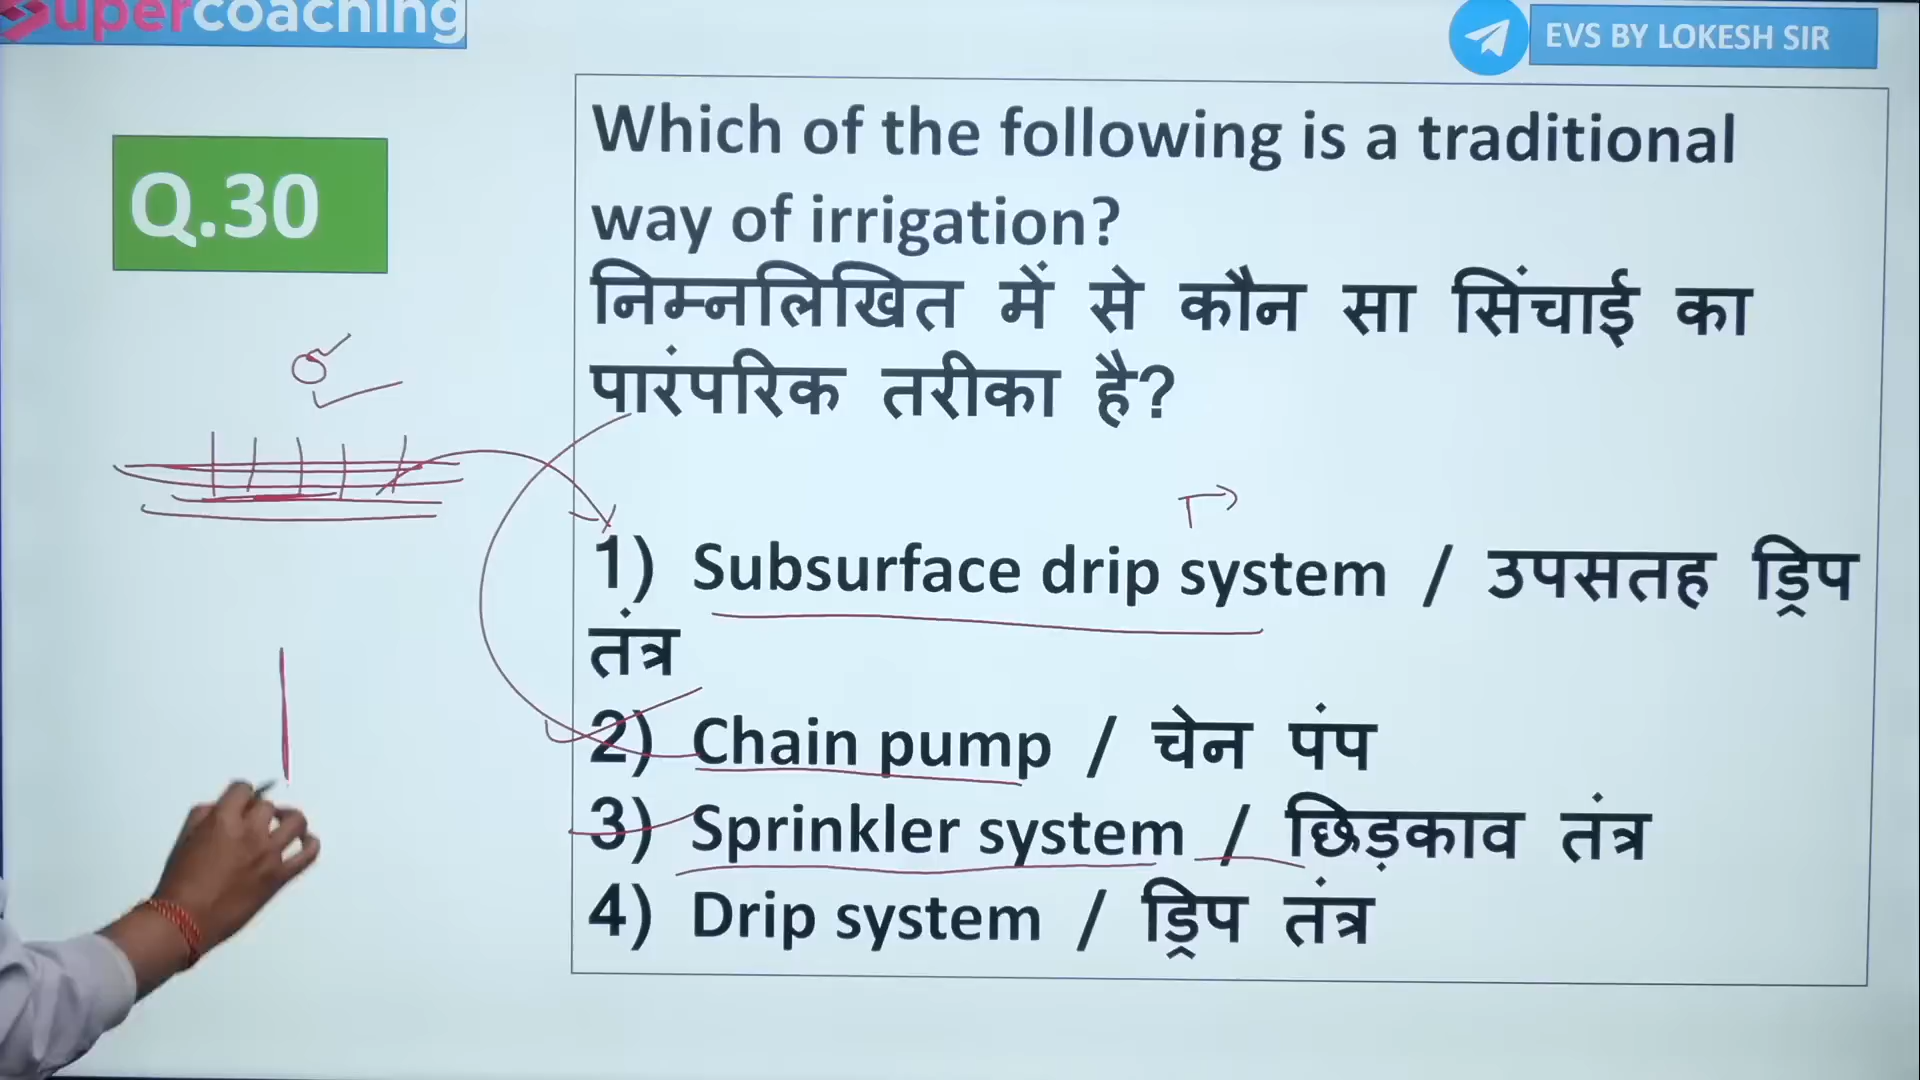 Supercoaching
EVS BY LOKESH SIR
Q.30
Which of the following is a traditional
way of irrigation?
निम्नलिखित में से कौन सा सिंचाई का
पारंपरिक तरीका है?
1) Subsurface drip system / उपसतह ड्रिप
तंत्र
2) Chain pump / चेन पंप
3) Sprinkler system / छिड़काव तंत्र
4) Drip system / ड्रिप तंत्र